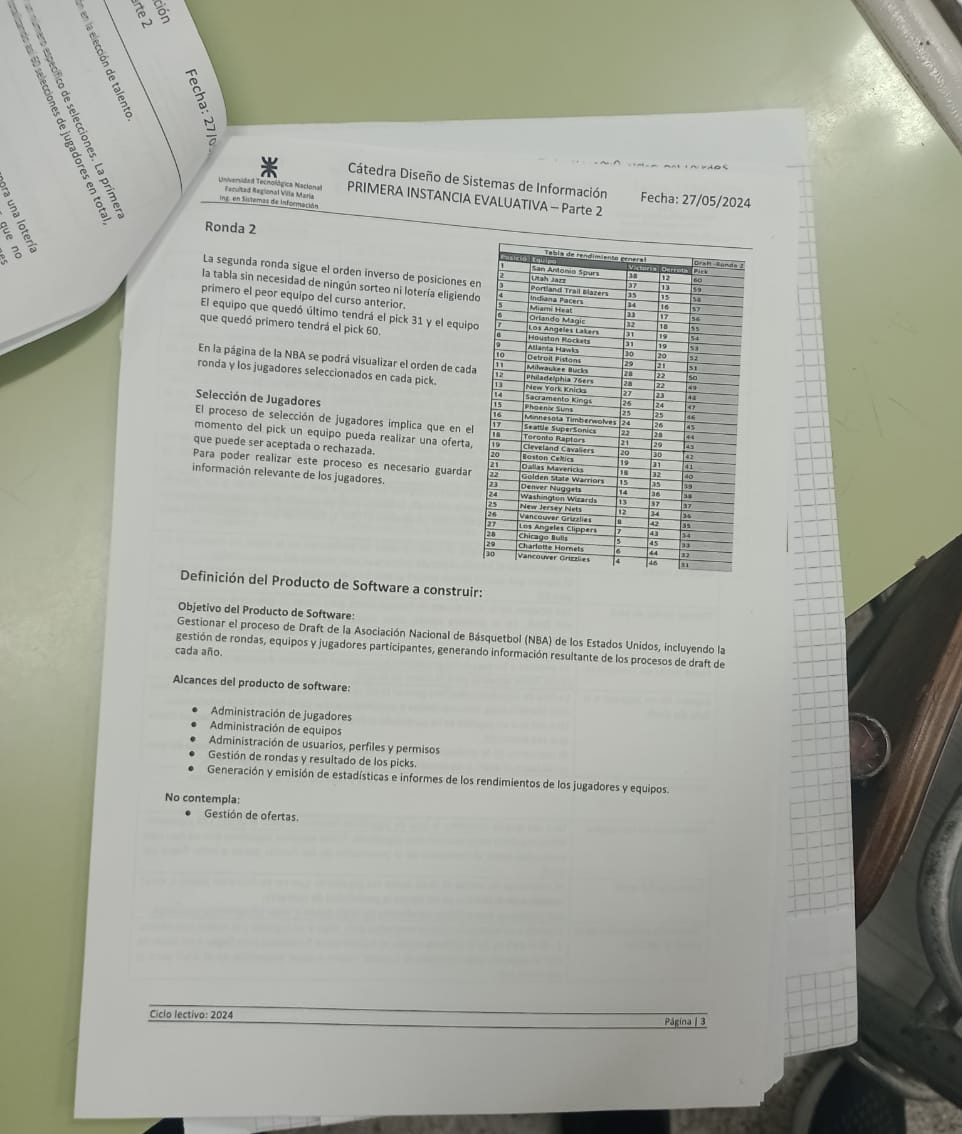 ción
rte 2
Fecha: 27/0
en la elección de talento.
número específico de selecciones. La primera
60 selecciones de jugadores en total,
una lotería
que no
Universidad Tecnológica Nacional
Facultad Regional Villa María
Ing. en Sistemas de Información
Cátedra Diseño de Sistemas de Información
PRIMERA INSTANCIA EVALUATIVA – Parte 2
Fecha: 27/05/2024
Ronda 2
La segunda ronda sigue el orden inverso de posiciones en
la tabla sin necesidad de ningún sorteo ni lotería eligiendo
primero el peor equipo del curso anterior.
El equipo que quedó último tendrá el pick 31 y el equipo
que quedó primero tendrá el pick 60.
En la página de la NBA se podrá visualizar el orden de cada
ronda y los jugadores seleccionados en cada pick.
Selección de Jugadores
El proceso de selección de jugadores implica que en el
momento del pick un equipo pueda realizar una oferta,
que puede ser aceptada o rechazada.
Para poder realizar este proceso es necesario guardar
información relevante de los jugadores.
Tabla de rendimiento general Draft -Ronda 2
Posición Equipo Victoria Derrota Pick
1 San Antonio Spurs 38 12 60
2 Utah Jazz 37 13 59
3 Portland Trail Blazers 35 15 58
4 Indiana Pacers 34 16 57
5 Miami Heat 33 17 56
6 Orlando Magic 32 18 55
7 Los Angeles Lakers 31 19 54
8 Houston Rockets 31 19 53
9 Atlanta Hawks 30 20 52
10 Detroit Pistons 29 21 51
11 Milwaukee Bucks 28 22 50
12 Philadelphia 76ers 28 22 49
13 New York Knicks 27 23 48
14 Sacramento Kings 26 24 47
15 Phoenix Suns 25 25 46
16 Minnesota Timberwolves 24 26 45
17 Seattle SuperSonics 22 28 44
18 Toronto Raptors 21 29 43
19 Cleveland Cavaliers 20 30 42
20 Boston Celtics 19 31 41
21 Dallas Mavericks 18 32 40
22 Golden State Warriors 15 35 39
23 Denver Nuggets 14 36 38
24 Washington Wizards 13 37 37
25 New Jersey Nets 12 34 36
26 Vancouver Grizzlies 8 42 35
27 Los Angeles Clippers 7 43 34
28 Chicago Bulls 5 45 33
29 Charlotte Hornets 6 44 32
30 Vancouver Grizzlies 4 46 31
Definición del Producto de Software a construir:
Objetivo del Producto de Software:
Gestionar el proceso de Draft de la Asociación Nacional de Básquetbol (NBA) de los Estados Unidos, incluyendo la
gestión de rondas, equipos y jugadores participantes, generando información resultante de los procesos de draft de
cada año.
Alcances del producto de software:
• Administración de jugadores
• Administración de equipos
• Administración de usuarios, perfiles y permisos
• Gestión de rondas y resultado de los picks.
• Generación y emisión de estadísticas e informes de los rendimientos de los jugadores y equipos.
No contempla:
• Gestión de ofertas.
Ciclo lectivo: 2024
Página | 3